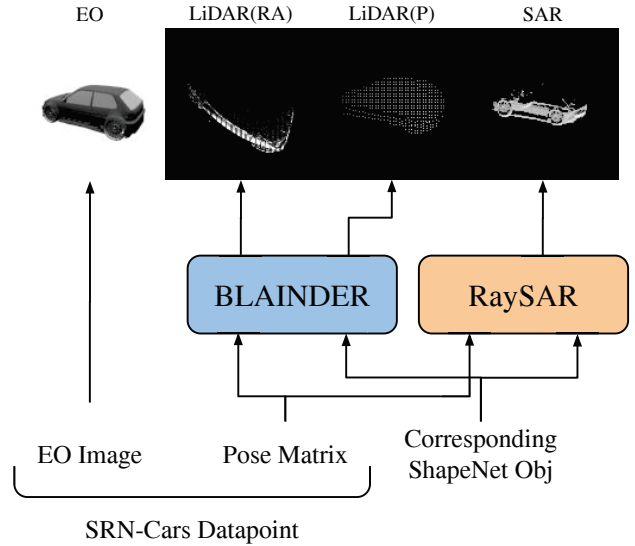 EO LiDAR(RA) LiDAR(P) SAR
BLAINDER RaySAR
EO Image Pose Matrix Corresponding
ShapeNet Obj
SRN-Cars Datapoint